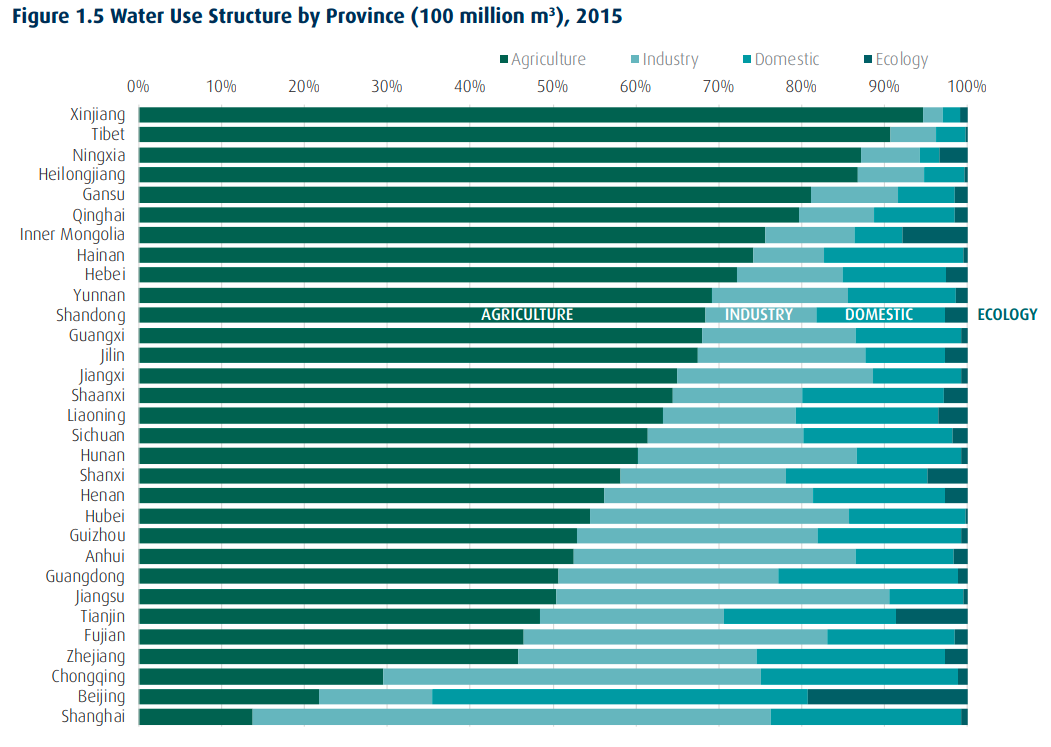 Figure 1.5 Water Use Structure by Province (100 million m³), 2015
Agriculture Industry Domestic Ecology
0% 10% 20% 30% 40% 50% 60% 70% 80% 90% 100%
Xinjiang
Tibet
Ningxia
Heilongjiang
Gansu
Qinghai
Inner Mongolia
Hainan
Hebei
Yunnan
Shandong AGRICULTURE INDUSTRY DOMESTIC ECOLOGY
Guangxi
Jilin
Jiangxi
Shaanxi
Liaoning
Sichuan
Hunan
Shanxi
Henan
Hubei
Guizhou
Anhui
Guangdong
Jiangsu
Tianjin
Fujian
Zhejiang
Chongqing
Beijing
Shanghai